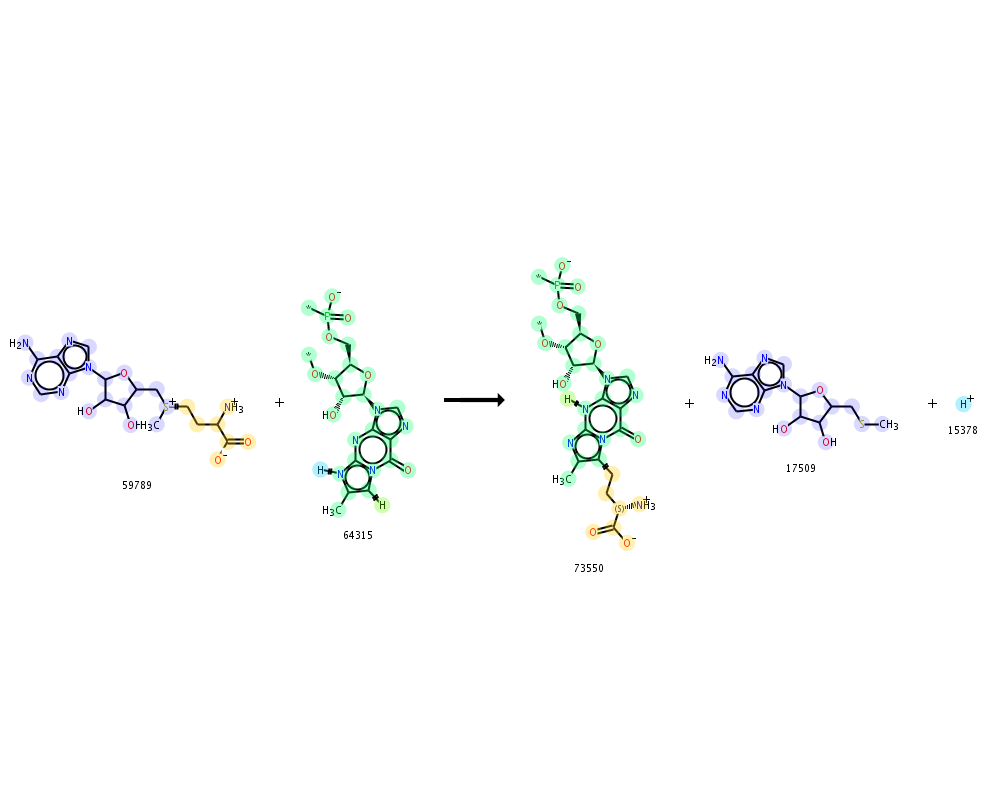 H₂N
N
N
N
N
O
HO
OH
H₃C
S⁺
NH₃⁺
O
O⁻
59789
+
O⁻
*
P
O
O
*
O
O
HO
N
N
N
H
N
N
O
H₃C
H
64315
O⁻
*
P
O
O
*
O
O
HO
N
N
H
N
N
N
O
H₃C
(S)
NH₃⁺
O
O⁻
73550
+
H₂N
N
N
N
N
O
HO
OH
S
CH₃
17509
+
H⁺
15378